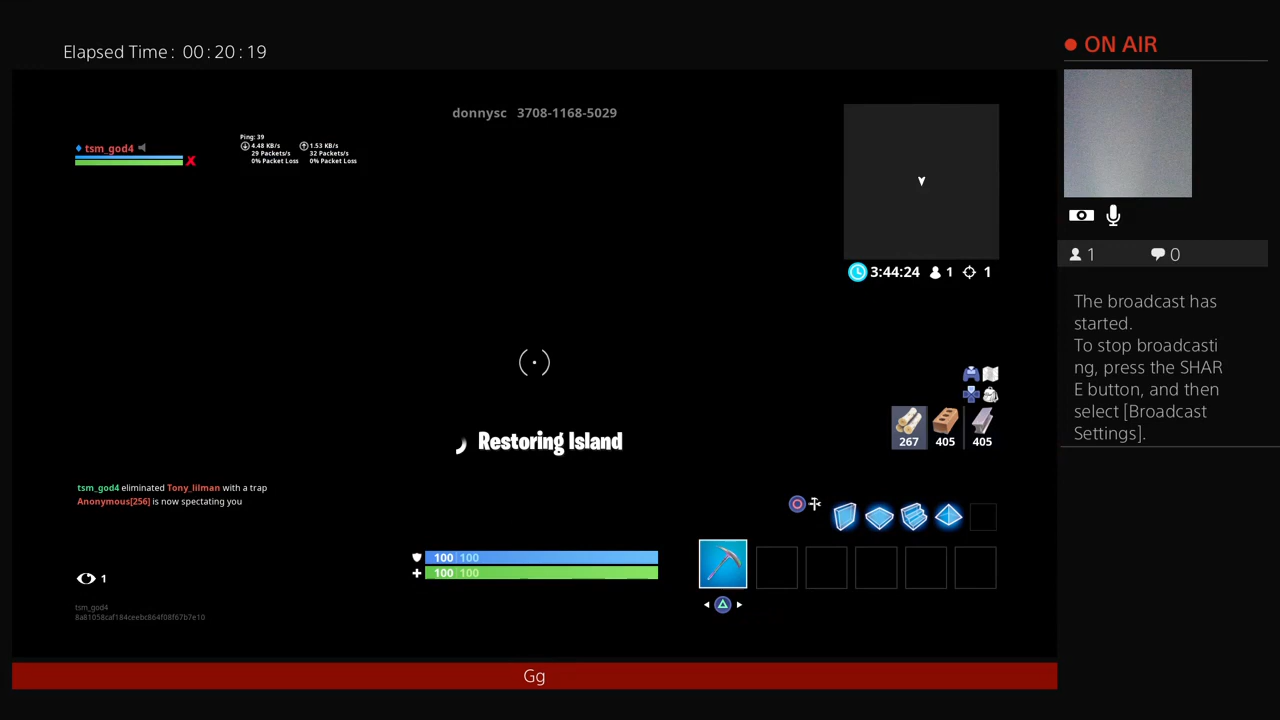 Elapsed Time: 00:20:19
ON AIR
donnysc 3708-1168-5029
tsm_god4
X
Ping: 39
4.48 KB/s 1.53 KB/s
29 Packets/s 32 Packets/s
0% Packet Loss 0% Packet Loss
3:44:24 1 1
1 0
The broadcast has
started.
To stop broadcasti
ng, press the SHAR
E button, and then
select [Broadcast
Settings].
267 405 405
Restoring Island
tsm_god4 eliminated Tony_lilman with a trap
Anonymous[256] is now spectating you
100 | 100
100 | 100
1
tsm_god4
8a81058caf184ceebc864f08f67b7e10
Gg